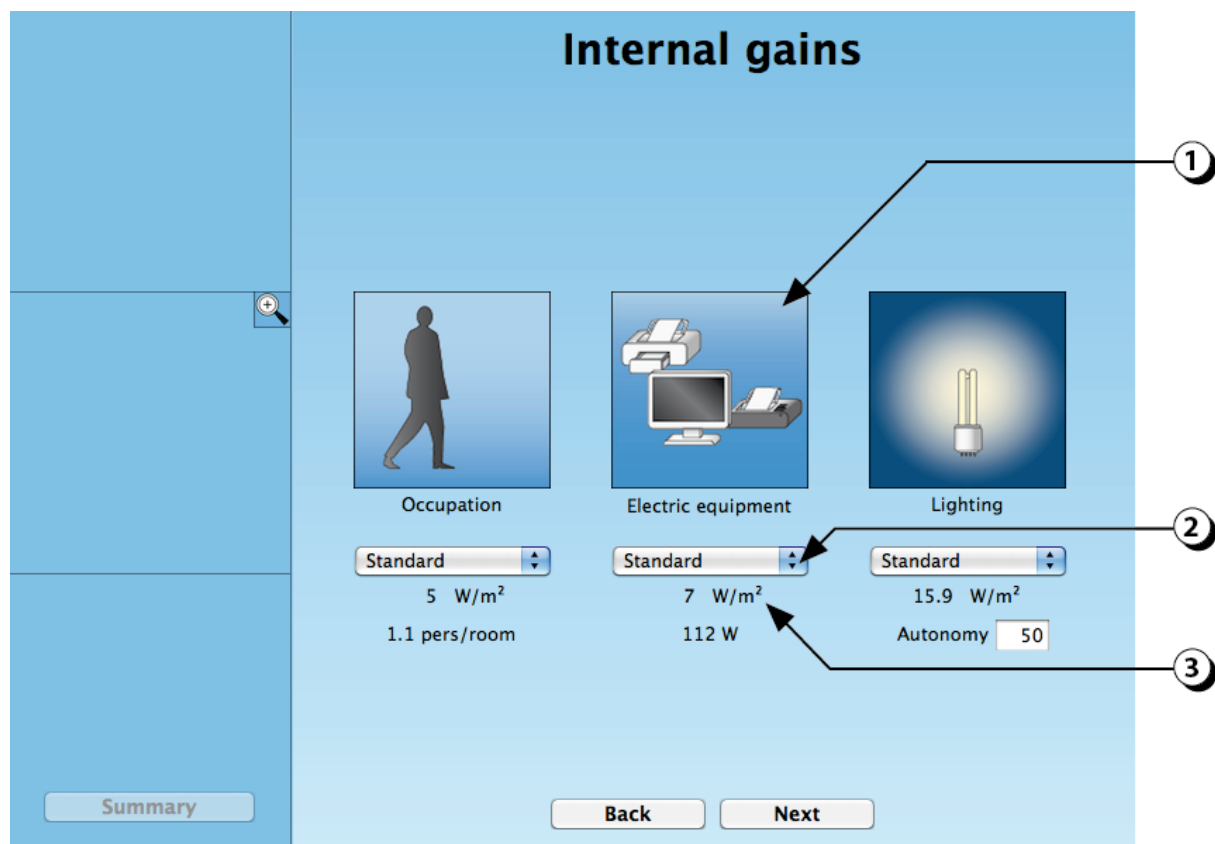 Internal gains
1
Occupation
Electric equipment
Lighting
2
Standard
Standard
Standard
5 W/m²
7 W/m²
15.9 W/m²
1.1 pers/room
112 W
Autonomy 50
3
Summary
Back
Next